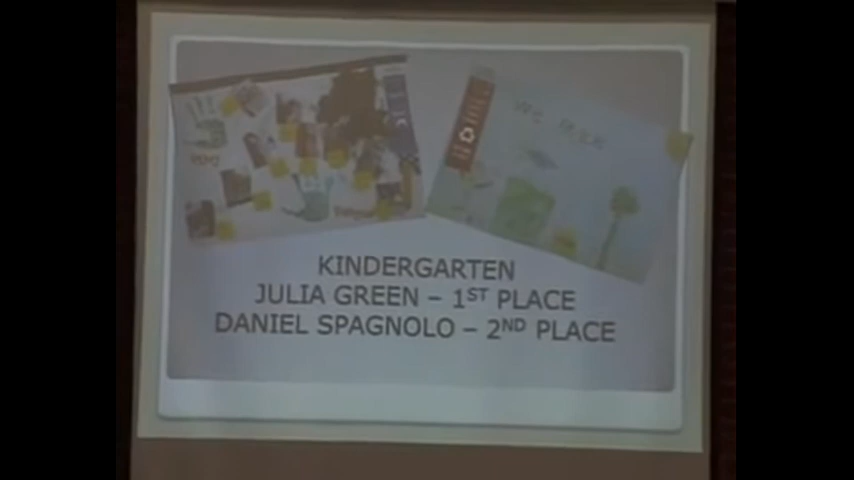 KINDERGARTEN
JULIA GREEN – 1ST PLACE
DANIEL SPAGNOLO – 2ND PLACE